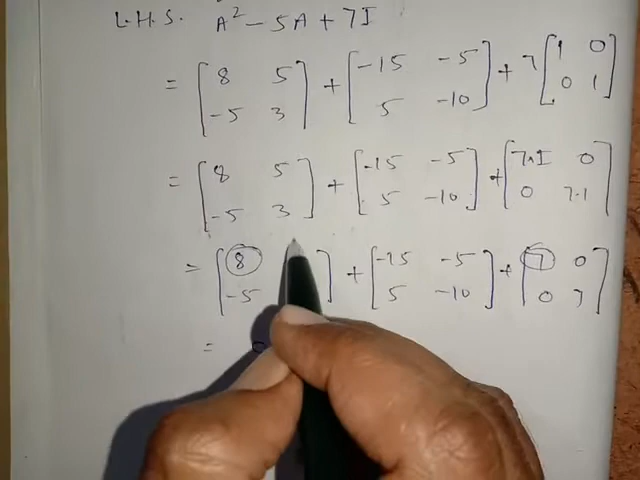 L.H.S. A² - 5A + 7I
= [8 5] + [-15 -5] + 7[1 0]
[-5 3] [5 -10] [0 1]
= [8 5] + [-15 -5] + [7.I 0]
[-5 3] [5 -10] [0 7.1]
= [8 ] + [-15 -5] + [7 0]
[-5 ] [5 -10] [0 7]
= 0